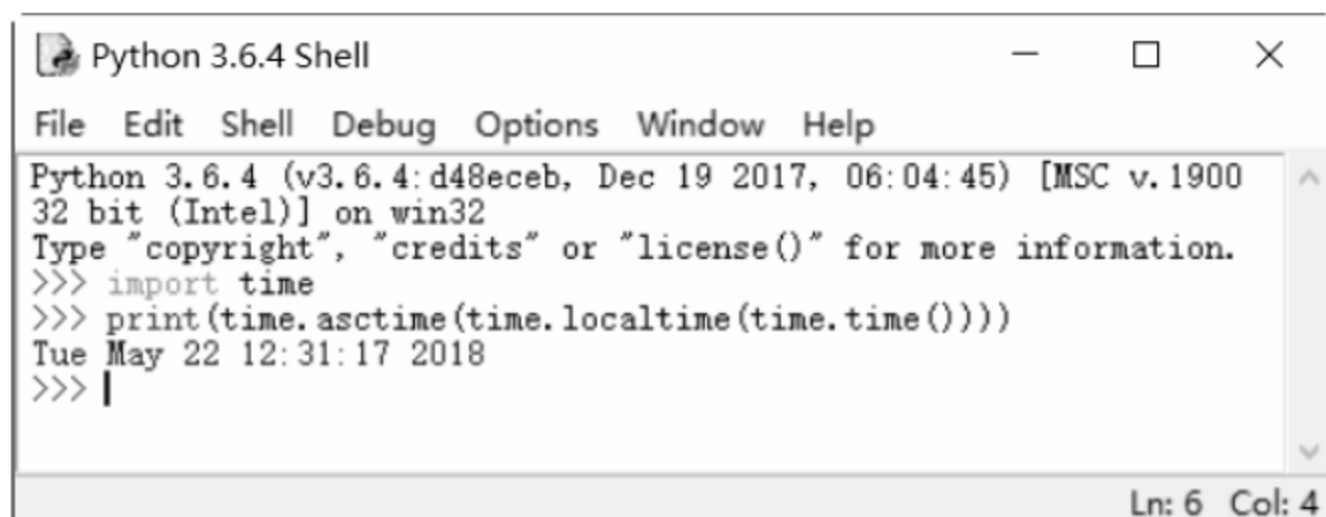 Python 3.6.4 Shell
File Edit Shell Debug Options Window Help
Python 3.6.4 (v3.6.4:d48eceb, Dec 19 2017, 06:04:45) [MSC v.1900
32 bit (Intel)] on win32
Type "copyright", "credits" or "license()" for more information.
>>> import time
>>> print(time.asctime(time.localtime(time.time())))
Tue May 22 12:31:17 2018
>>>
Ln: 6 Col: 4